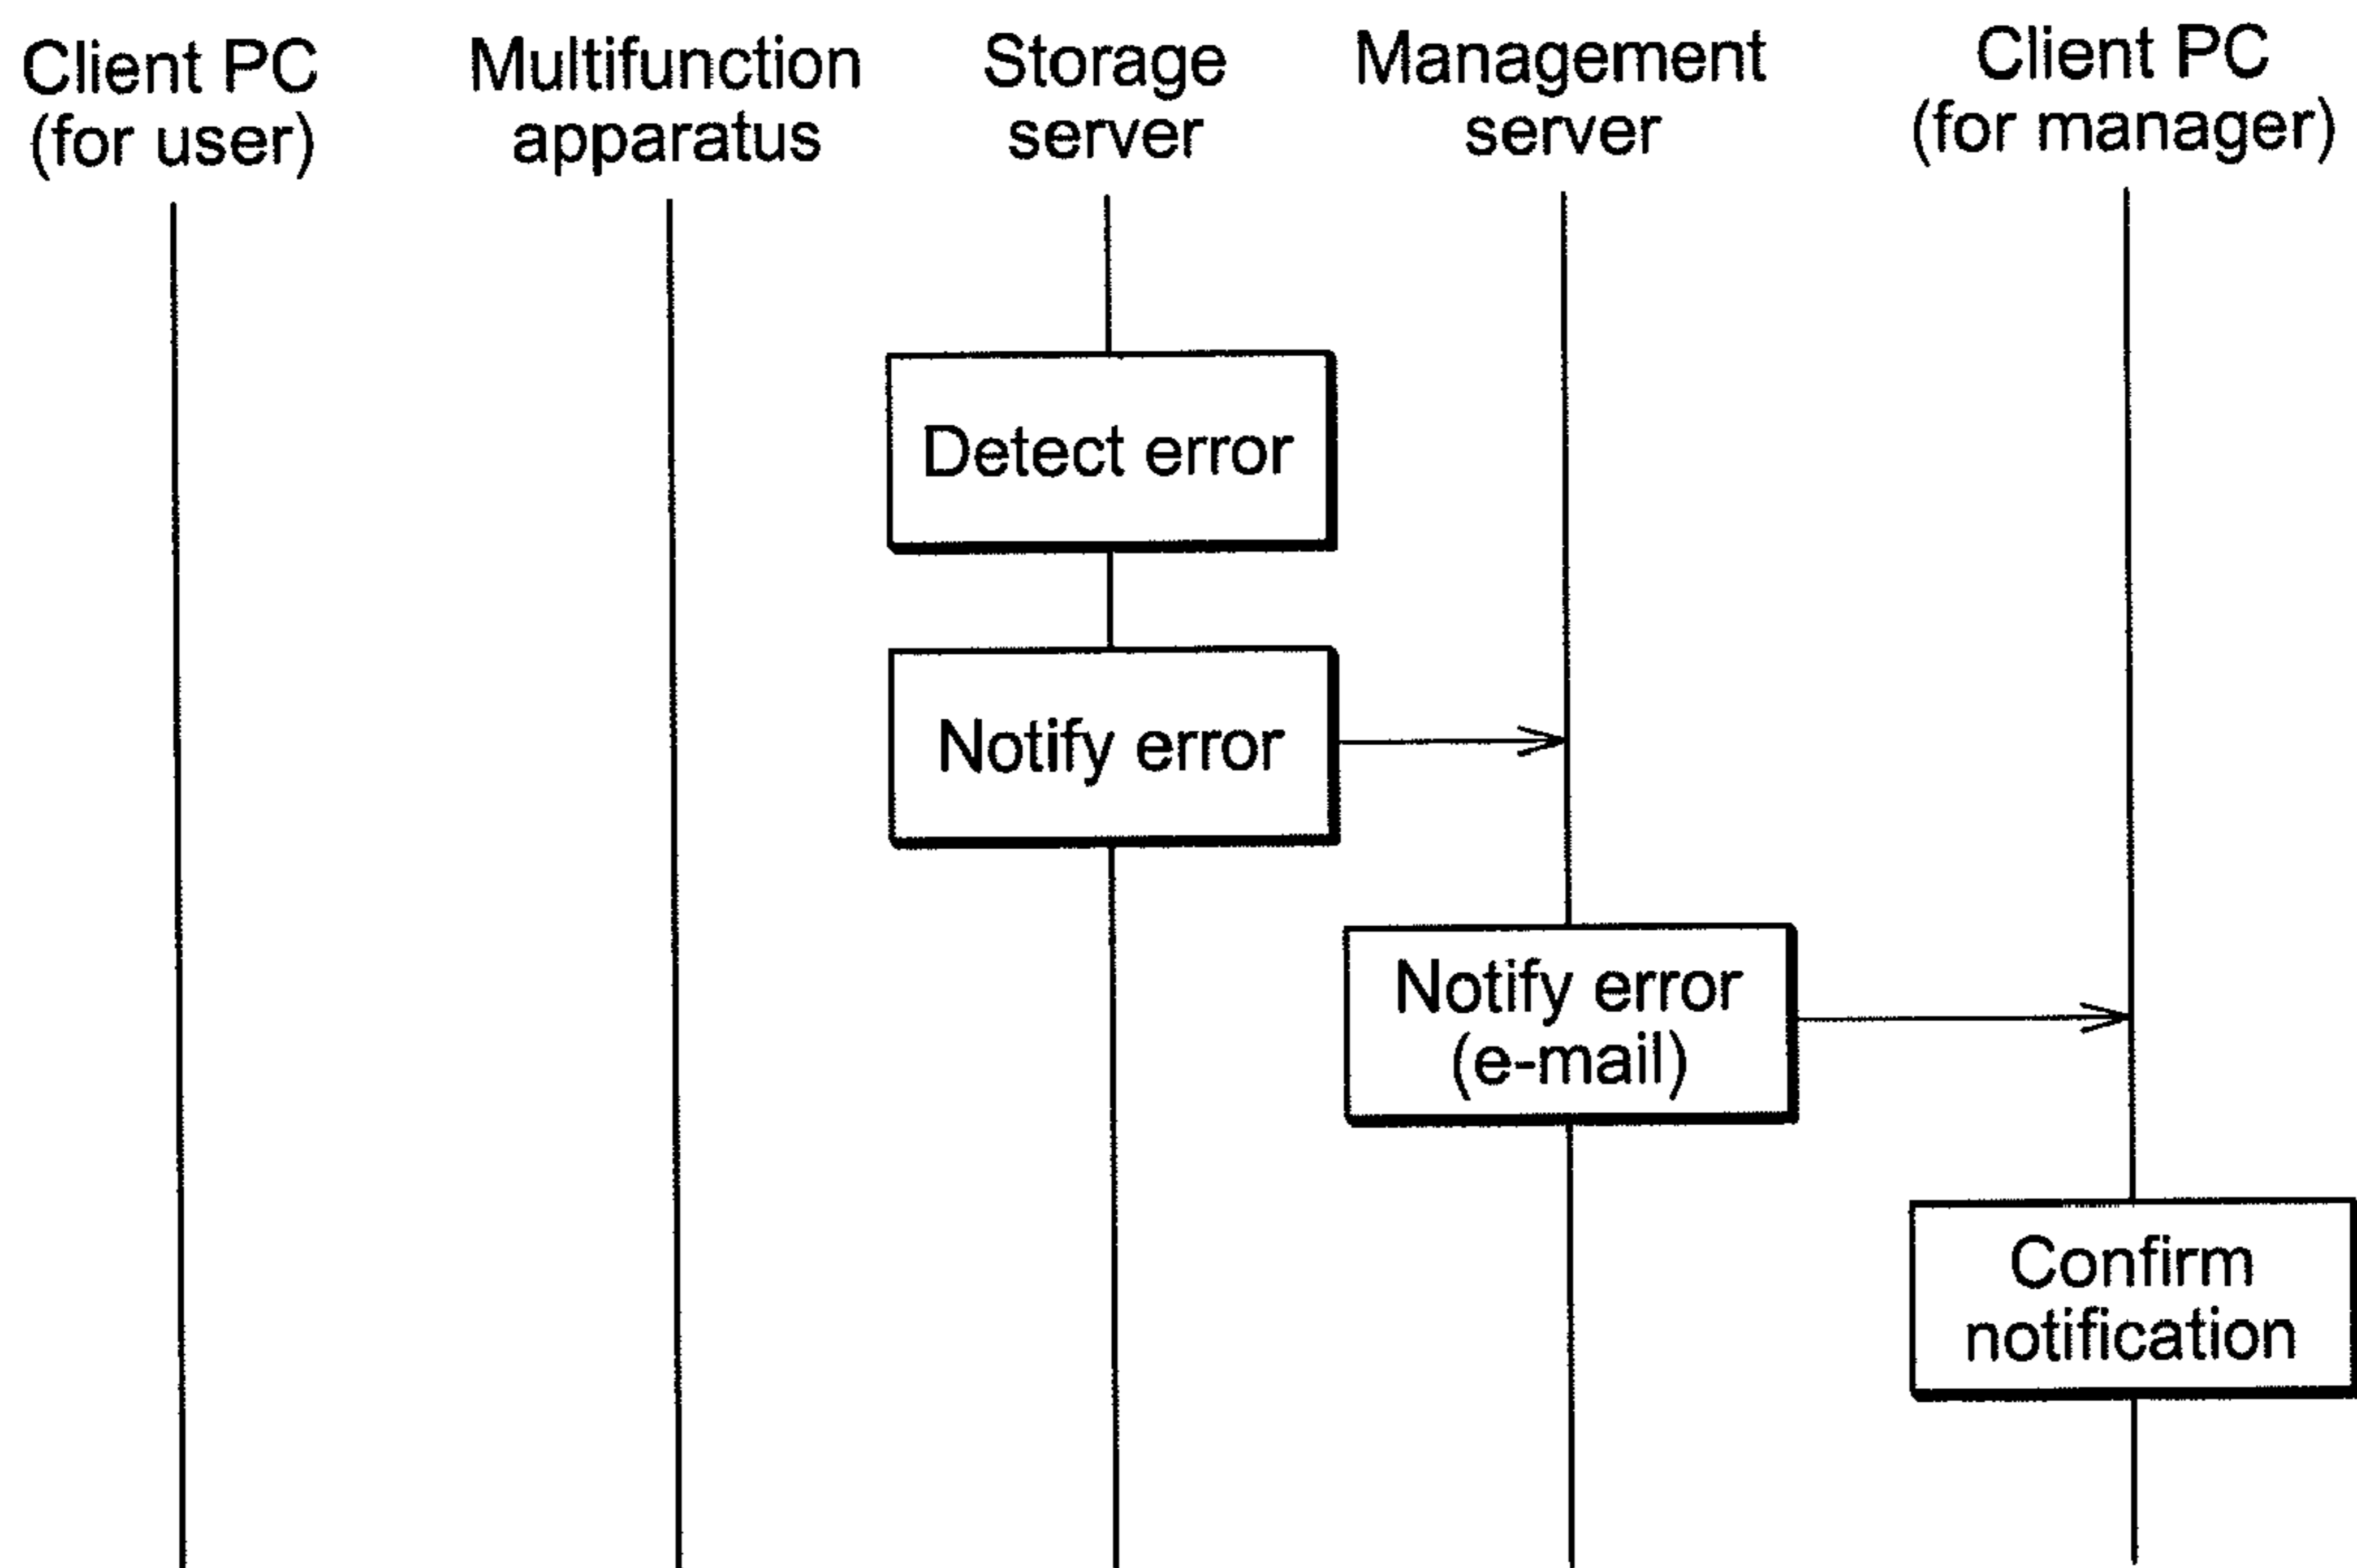 Client PC
(for user)
Multifunction
apparatus
Storage
server
Management
server
Client PC
(for manager)
Detect error
Notify error
Notify error
(e-mail)
Confirm
notification